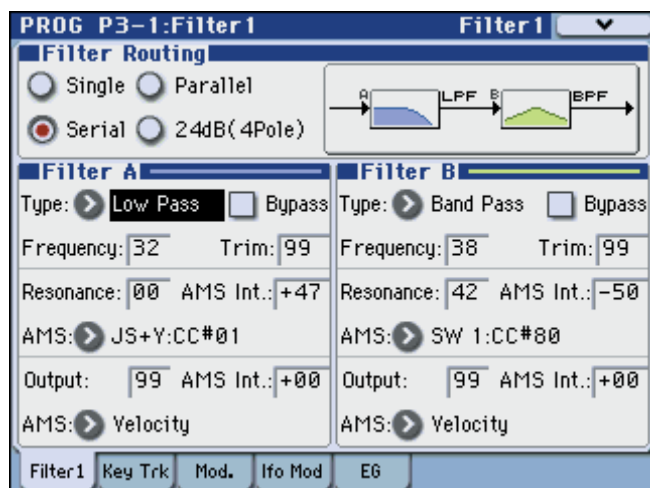 PROG P3-1:Filter1 Filter1
Filter Routing
Single Parallel
Serial 24dB(4Pole)
A LPF B BPF
Filter A
Type: Low Pass Bypass
Frequency: 32 Trim: 99
Resonance: 00 AMS Int.: +47
AMS: JS+Y:CC#01
Output: 99 AMS Int.: +00
AMS: Velocity
Filter B
Type: Band Pass Bypass
Frequency: 38 Trim: 99
Resonance: 42 AMS Int.: -50
AMS: SW 1:CC#80
Output: 99 AMS Int.: +00
AMS: Velocity
Filter1 Key Trk Mod. lfo Mod EG